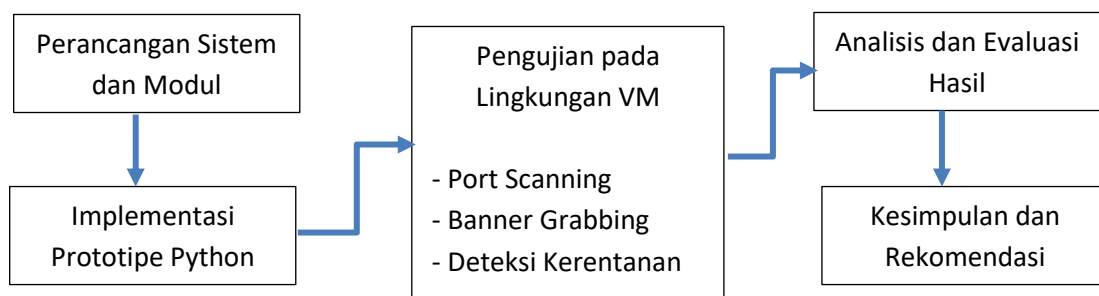 Perancangan Sistem
dan Modul
Implementasi
Prototipe Python
Pengujian pada
Lingkungan VM
- Port Scanning
- Banner Grabbing
- Deteksi Kerentanan
Analisis dan Evaluasi
Hasil
Kesimpulan dan
Rekomendasi